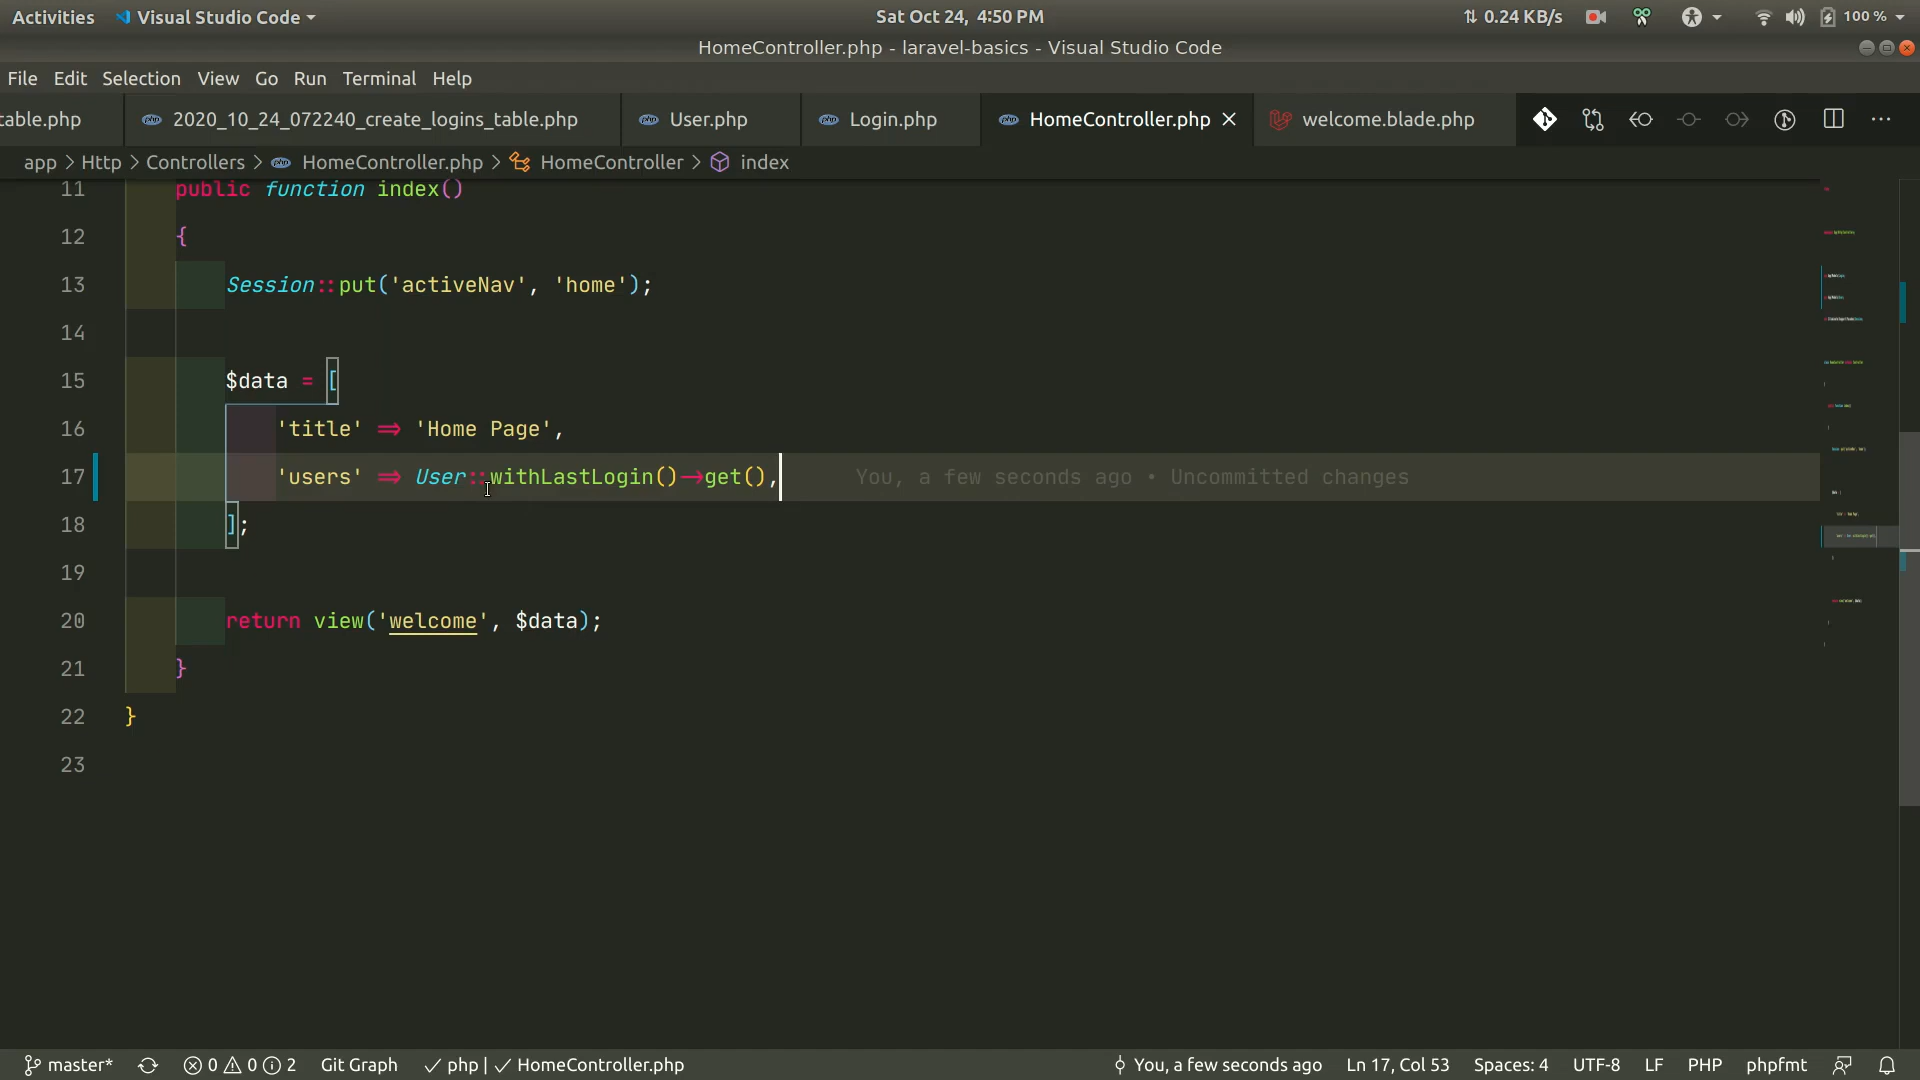 Activities Visual Studio Code Sat Oct 24, 4:50 PM 0.24 KB/s 100 %
HomeController.php - laravel-basics - Visual Studio Code
File Edit Selection View Go Run Terminal Help
table.php 2020_10_24_072240_create_logins_table.php User.php Login.php HomeController.php welcome.blade.php
app > Http > Controllers > HomeController.php > HomeController > index
11 public function index()
12 {
13 Session::put('activeNav', 'home');
14
15 $data = [
16 'title' => 'Home Page',
17 'users' => User::withLastLogin()->get(), You, a few seconds ago • Uncommitted changes
18 ];
19
20 return view('welcome', $data);
21 }
22 }
23
master* 0 0 2 Git Graph ✓ php | ✓ HomeController.php You, a few seconds ago Ln 17, Col 53 Spaces: 4 UTF-8 LF PHP phpfmt